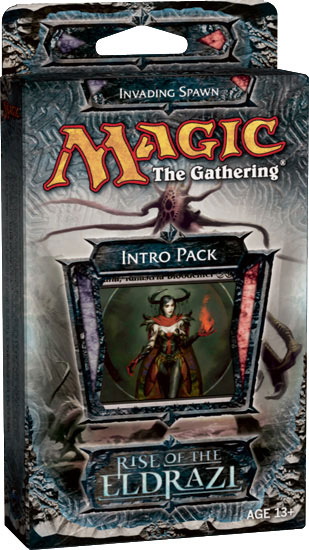 INVADING SPAWN
MAGIC
The Gathering®
INTRO PACK
RISE OF THE
ELDRAZI
AGE 13+